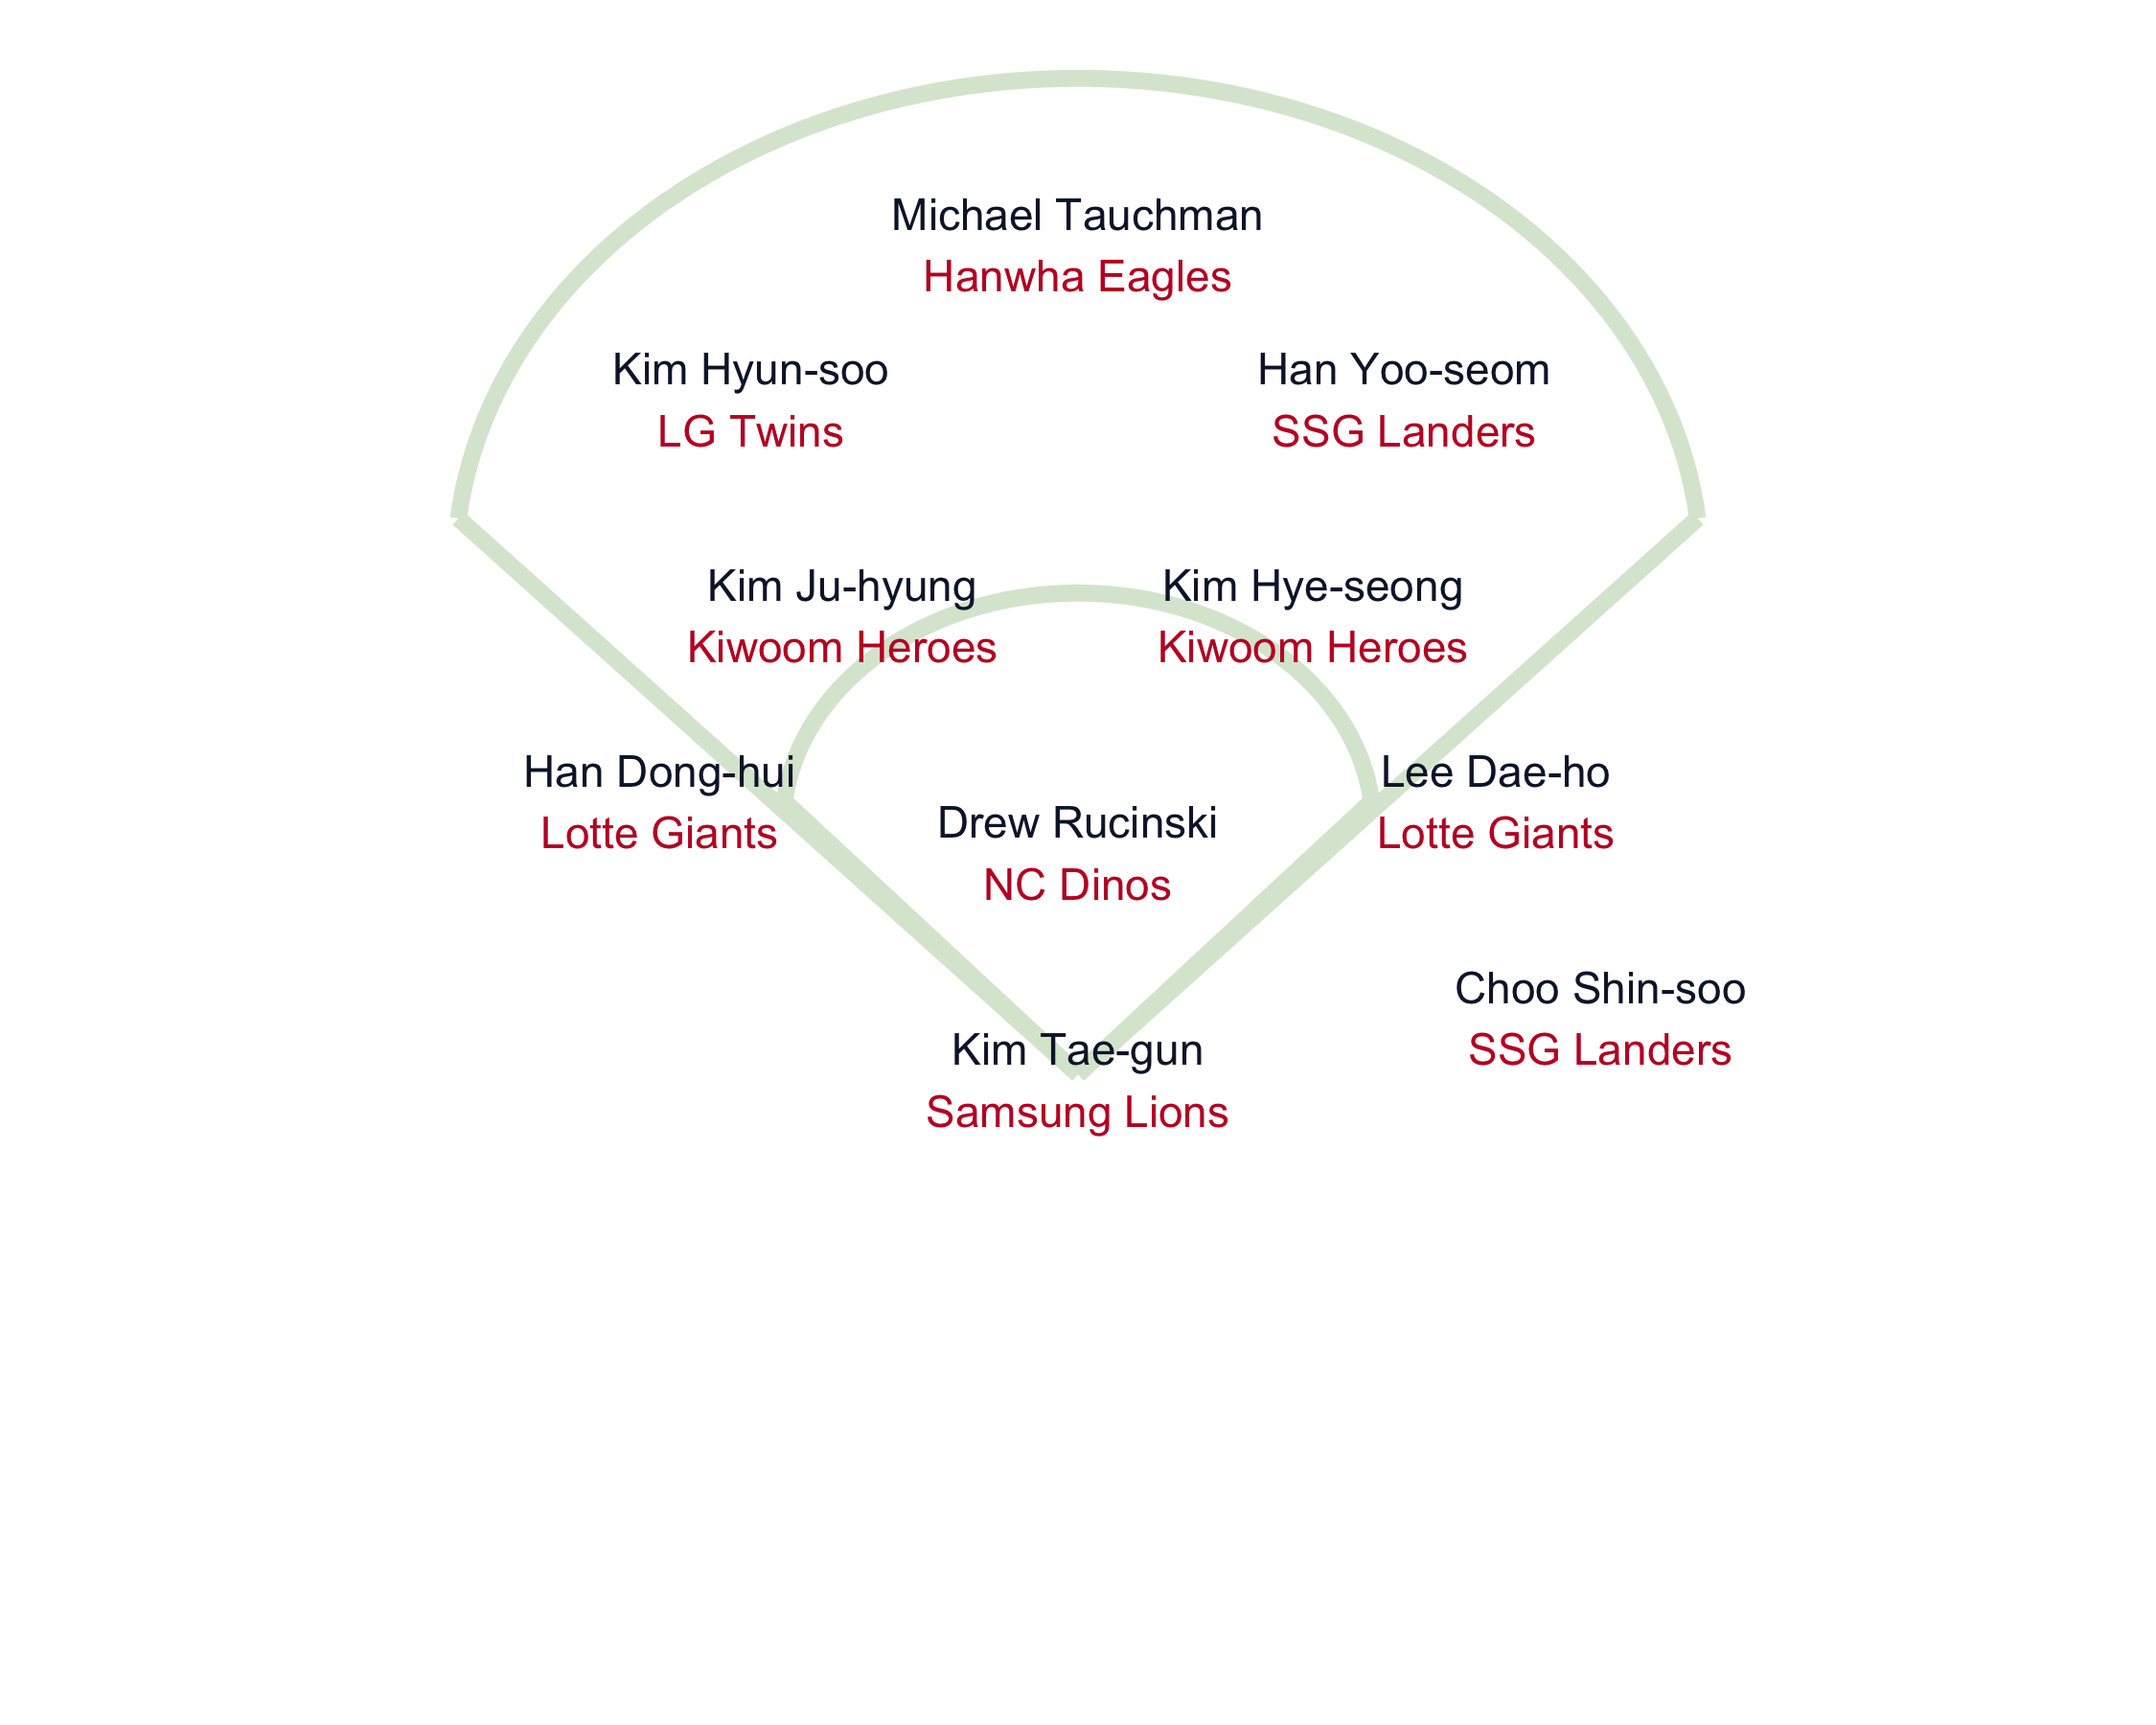 Michael Tauchman
Hanwha Eagles
Kim Hyun-soo
LG Twins
Han Yoo-seom
SSG Landers
Kim Ju-hyung
Kiwoom Heroes
Kim Hye-seong
Kiwoom Heroes
Han Dong-hui
Lotte Giants
Drew Rucinski
NC Dinos
Lee Dae-ho
Lotte Giants
Kim Tae-gun
Samsung Lions
Choo Shin-soo
SSG Landers